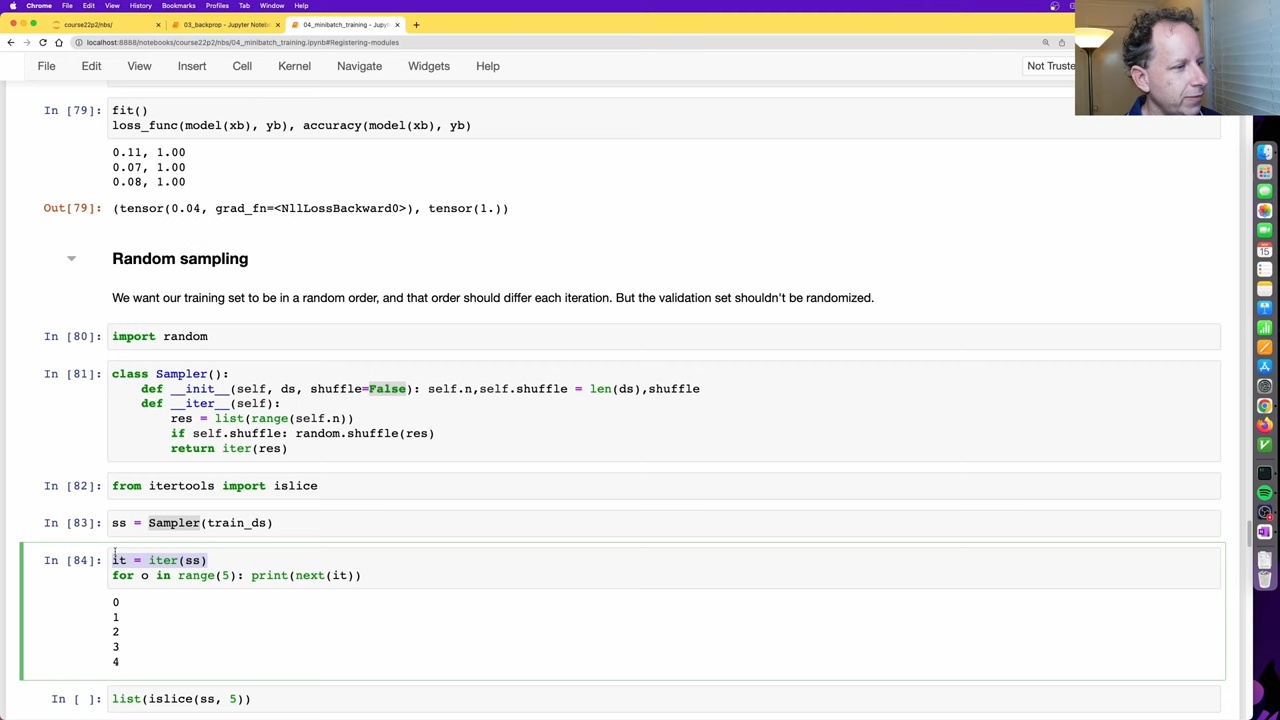 Chrome File Edit View History Bookmarks Profiles Tab Window Help
course22p2/nbs/ 03_backprop - Jupyter Noteb 04_minibatch_training - Jupyter
localhost:8888/notebooks/course22p2/nbs/04_minibatch_training.ipynb#Registering-modules
File Edit View Insert Cell Kernel Navigate Widgets Help Not Truste
In [79]: fit()
loss_func(model(xb), yb), accuracy(model(xb), yb)
0.11, 1.00
0.07, 1.00
0.08, 1.00
Out[79]: (tensor(0.04, grad_fn=<NllLossBackward0>), tensor(1.))
Random sampling
We want our training set to be in a random order, and that order should differ each iteration. But the validation set shouldn't be randomized.
In [80]: import random
In [81]: class Sampler():
def __init__(self, ds, shuffle=False): self.n,self.shuffle = len(ds),shuffle
def __iter__(self):
res = list(range(self.n))
if self.shuffle: random.shuffle(res)
return iter(res)
In [82]: from itertools import islice
In [83]: ss = Sampler(train_ds)
In [84]: it = iter(ss)
for o in range(5): print(next(it))
0
1
2
3
4
In [ ]: list(islice(ss, 5))
15